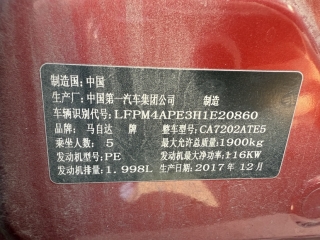 制造国：中国
生产厂：中国第一汽车集团公司 制造
车辆识别代号：LFPM4APE3H1E20860
品牌：马自达 牌 整车型号：CA7202ATE5
乘坐人数：5 最大允许总质量：1900kg
发动机型号：PE 发动机最大净功率：116KW
发动机排量：1.998L 生产日期：2017年12月